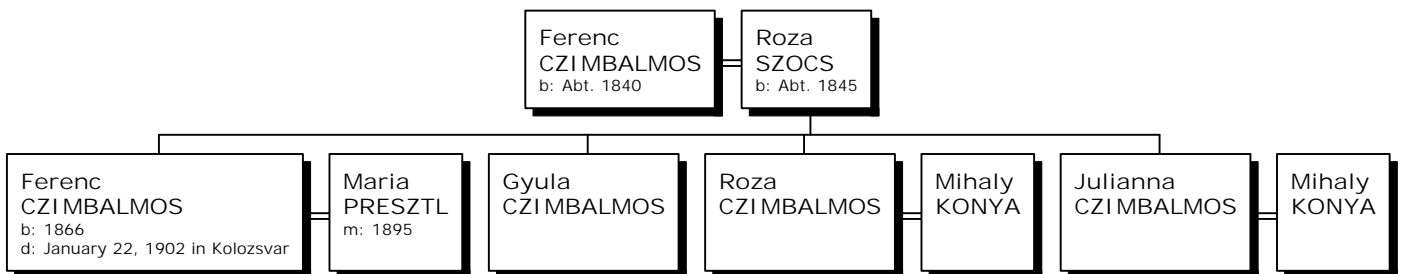 Ferenc
CZIMBALMOS
b: Abt. 1840
Roza
SZOCS
b: Abt. 1845
Ferenc
CZIMBALMOS
b: 1866
d: January 22, 1902 in Kolozsvar
Maria
PRESZTL
m: 1895
Gyula
CZIMBALMOS
Roza
CZIMBALMOS
Mihaly
KONYA
Julianna
CZIMBALMOS
Mihaly
KONYA